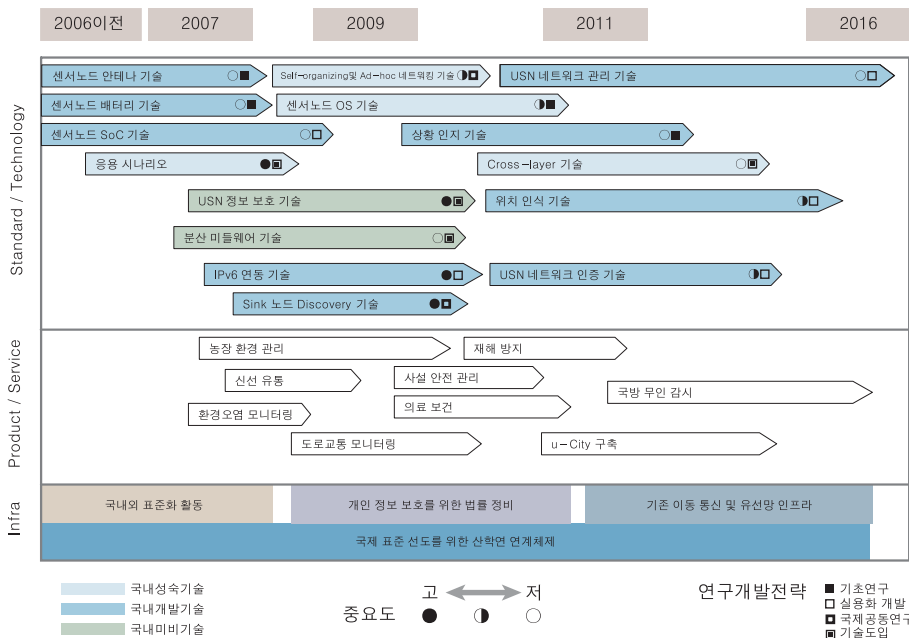 2006이전 2007 2009 2011 2016
Standard / Technology
센서노드 안테나 기술
Self-organizing및 Ad-hoc 네트워킹 기술
USN 네트워크 관리 기술
센서노드 배터리 기술
센서노드 OS 기술
센서노드 SoC 기술
상황 인지 기술
응용 시나리오
Cross-layer 기술
USN 정보 보호 기술
위치 인식 기술
분산 미들웨어 기술
IPv6 연동 기술
USN 네트워크 인증 기술
Sink 노드 Discovery 기술
Product / Service
농장 환경 관리
재해 방지
신선 유통
사설 안전 관리
국방 무인 감시
환경오염 모니터링
의료 보건
도로교통 모니터링
u-City 구축
Infra
국내외 표준화 활동
개인 정보 보호를 위한 법률 정비
기존 이동 통신 및 유선망 인프라
국제 표준 선도를 위한 산학연 연계체제
국내성숙기술
국내개발기술
국내미비기술
고 저
중요도
연구개발전략
기초연구
실용화 개발
국제공동연구
기술도입